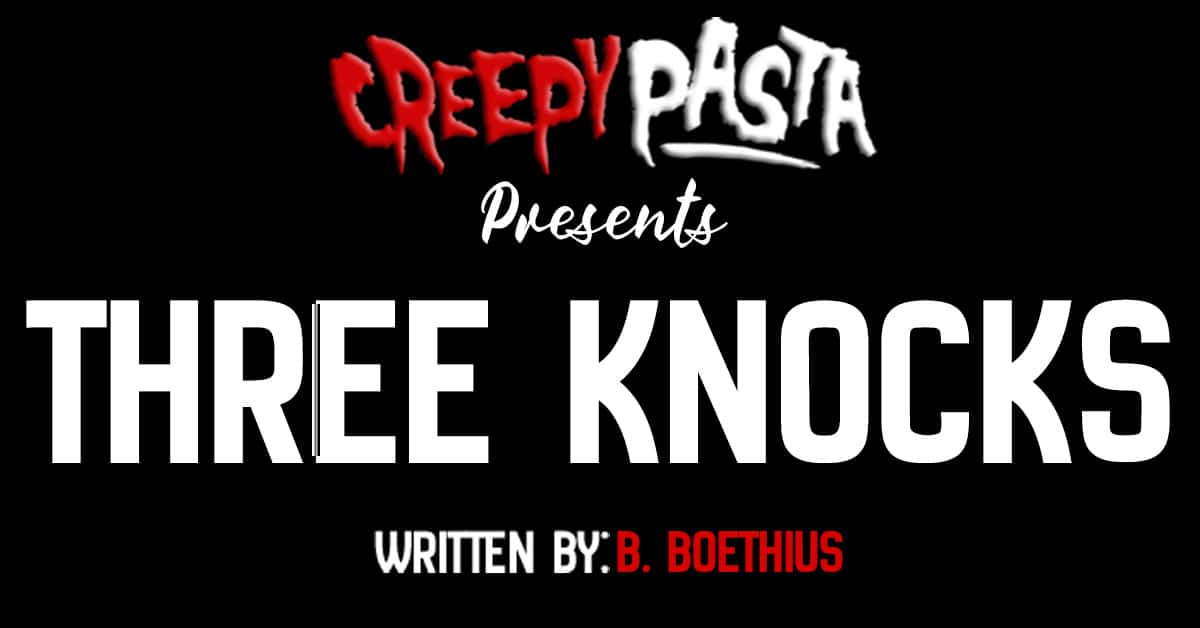 CREEPYPASTA
Presents
THREE KNOCKS
WRITTEN BY: B. BOETHIUS